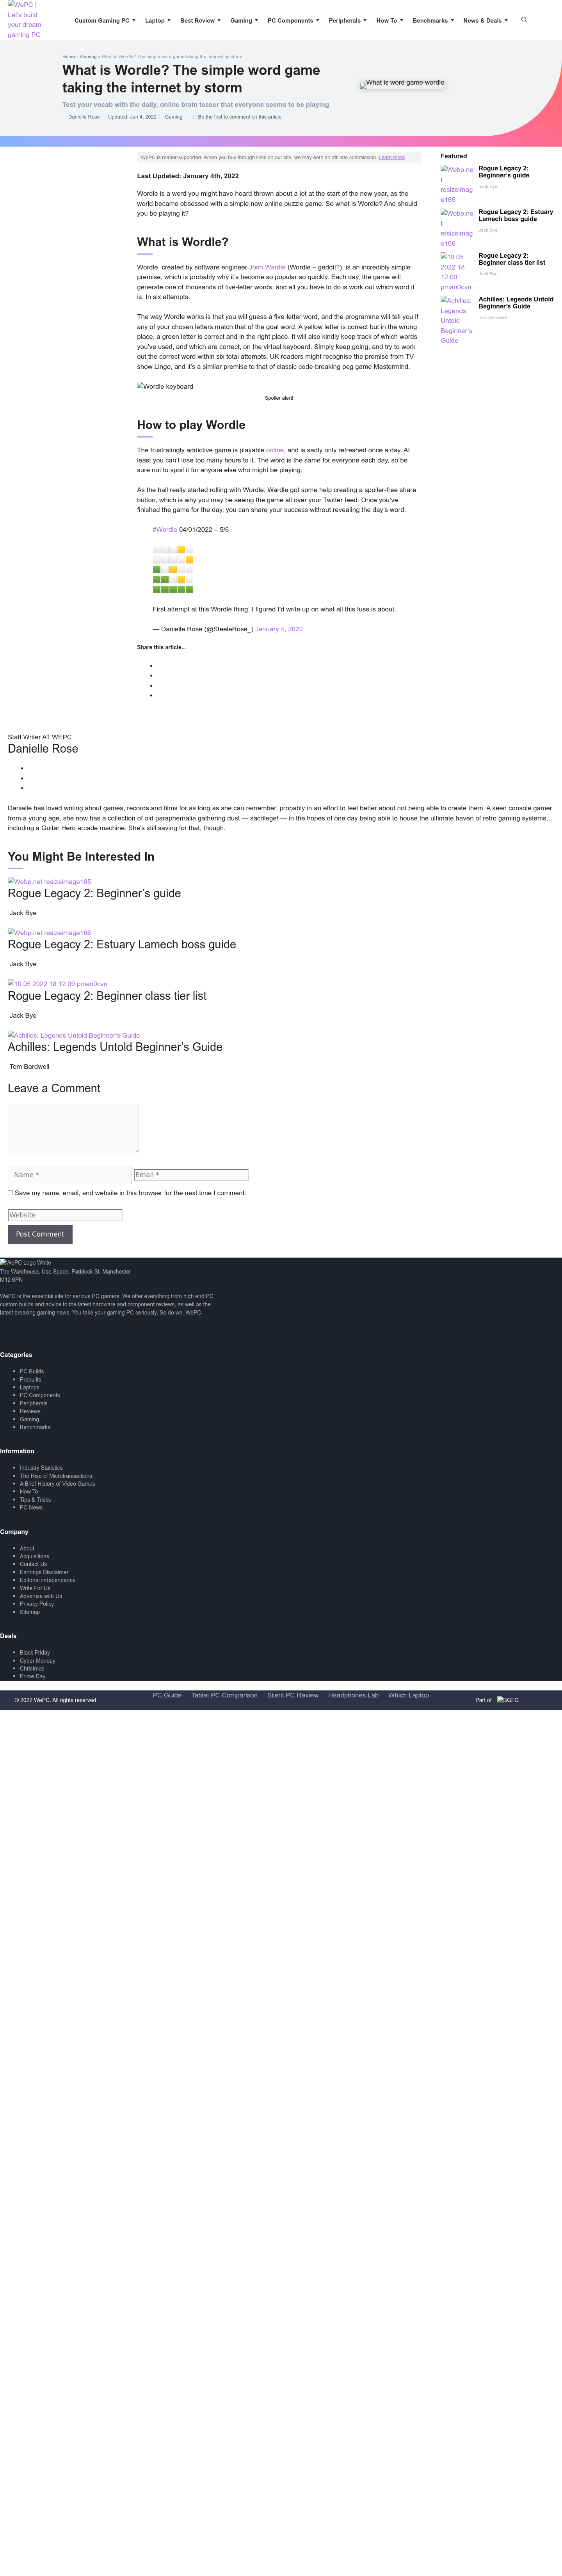 WePC |
Let's build
your dream
gaming PC
Custom Gaming PC
Laptop
Best Review
Gaming
PC Components
Peripherals
How To
Benchmarks
News & Deals
Home » Gaming » What is Wordle? The simple word game taking the internet by storm
What is Wordle? The simple word game
taking the internet by storm
Test your vocab with the daily, online brain teaser that everyone seems to be playing
Danielle Rose
Updated: Jan 4, 2022
Gaming
Be the first to comment on this article
What is word game wordle
WePC is reader-supported. When you buy through links on our site, we may earn an affiliate commission. Learn more
Last Updated: January 4th, 2022
Wordle is a word you might have heard thrown about a lot at the start of the new year, as the
world became obsessed with a simple new online puzzle game. So what is Wordle? And should
you be playing it?
What is Wordle?
Wordle, created by software engineer Josh Wardle (Wordle – geddit?), is an incredibly simple
premise, which is probably why it's become so popular so quickly. Each day, the game will
generate one of thousands of five-letter words, and you have six chances to guess what word it
is. In six attempts.
The way Wordle works is that you will guess a five-letter word, and the programme will tell you if
any of your chosen letters match that of the goal word. A yellow letter is correct but in the wrong
place, a green letter is correct and in the right place. It will also kindly keep track of which words
you've used, and which are correct, on the virtual keyboard. Simply keep going, and try to work
out the correct word within six total attempts. UK readers might recognise the premise from TV
show Lingo, and it's a similar premise to that of classic code-breaking peg game Mastermind.
Wordle keyboard
Spoiler alert!
How to play Wordle
The frustratingly addictive game is playable online, and is sadly only refreshed once a day. At
least you can't lose too many hours to it. The word is the same for everyone each day, so be
sure not to spoil it for anyone else who might be playing.
As the ball really started rolling with Wordle, Wardle got some help creating a spoiler-free share
button, which is why you may be seeing the game all over your Twitter feed. Once you've
finished the game for the day, you can share your success without revealing the day's word.
#Wordle 04/01/2022 – 5/6
First attempt at this Wordle thing, I figured I'd write up on what all this fuss is about.
— Danielle Rose (@SteeleRose_) January 4, 2022
Share this article...
Staff Writer AT WEPC
Danielle Rose
Danielle has loved writing about games, records and films for as long as she can remember, probably in an effort to feel better about not being able to create them. A keen console gamer
from a young age, she now has a collection of old paraphernalia gathering dust — sacrilege! — in the hopes of one day being able to house the ultimate haven of retro gaming systems…
including a Guitar Hero arcade machine. She's still saving for that, though.
You Might Be Interested In
Webp.net resizeimage165
Rogue Legacy 2: Beginner's guide
Jack Bye
Webp.net resizeimage166
Rogue Legacy 2: Estuary Lamech boss guide
Jack Bye
10 05 2022 18 12 09 pman0cvn
Rogue Legacy 2: Beginner class tier list
Jack Bye
Achilles: Legends Untold Beginner's Guide
Achilles: Legends Untold Beginner's Guide
Tom Bardwell
Leave a Comment
Name *
Email *
Save my name, email, and website in this browser for the next time I comment.
Website
Post Comment
Featured
Webp.ne
t
resizeimag
e165
Rogue Legacy 2:
Beginner's guide
Jack Bye
Webp.ne
t
resizeimag
e166
Rogue Legacy 2: Estuary
Lamech boss guide
Jack Bye
10 05
2022 18
12 09
pman0cvn
Rogue Legacy 2:
Beginner class tier list
Jack Bye
Achilles:
Legends
Untold
Beginner's
Guide
Achilles: Legends Untold
Beginner's Guide
Tom Bardwell
WePC Logo White
The Warehouse, Use Space, Paddock St, Manchester
M12 6PN
WePC is the essential site for serious PC gamers. We offer everything from high end PC
custom builds and advice to the latest hardware and component reviews, as well as the
latest breaking gaming news. You take your gaming PC seriously. So do we. WePC.
Categories
PC Builds
Prebuilts
Laptops
PC Components
Peripherals
Reviews
Gaming
Benchmarks
Information
Industry Statistics
The Rise of Microtransactions
A Brief History of Video Games
How To
Tips & Tricks
PC News
Company
About
Acquisitions
Contact Us
Earnings Disclaimer
Editorial independence
Write For Us
Advertise with Us
Privacy Policy
Sitemap
Deals
Black Friday
Cyber Monday
Christmas
Prime Day
© 2022 WePC. All rights reserved.
PC Guide
Tablet PC Comparison
Silent PC Review
Headphones Lab
Which Laptop
Part of
BGFG